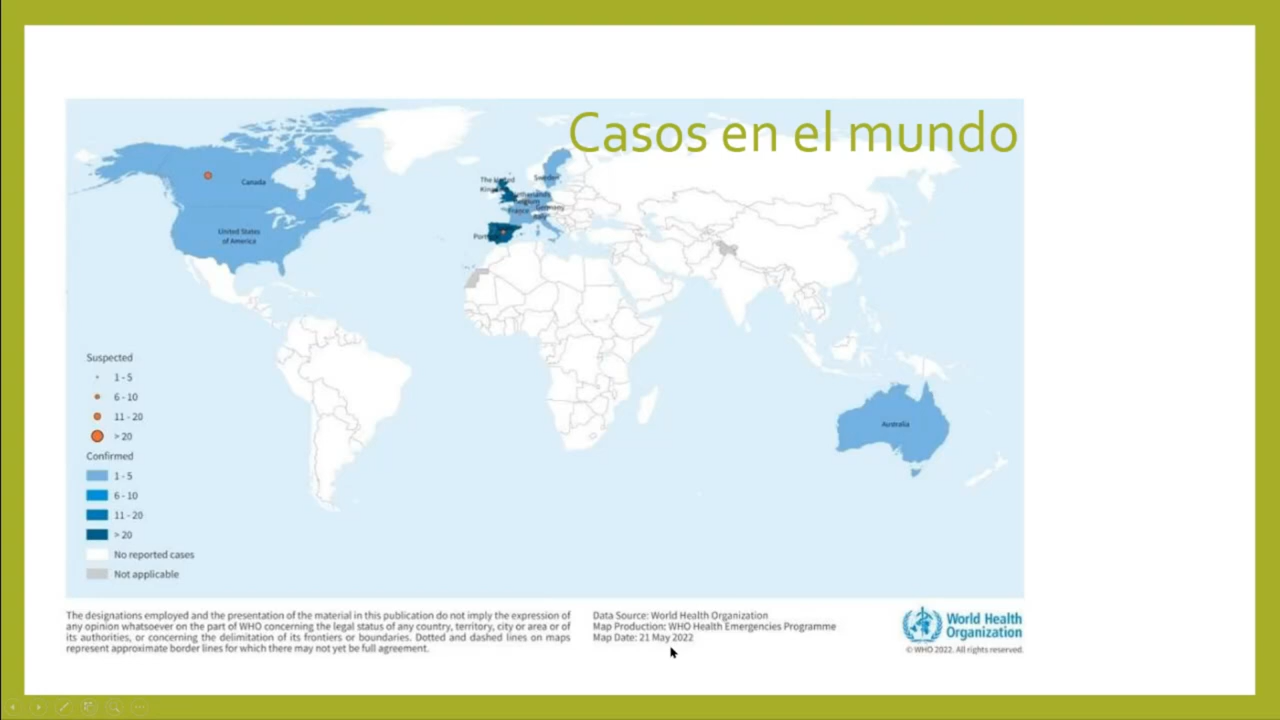 Casos en el mundo
Canada
United States
of America
The United
Sweden
Germany
France
Australia
Suspected
1 - 5
6 - 10
11 - 20
> 20
Confirmed
1 - 5
6 - 10
11 - 20
> 20
No reported cases
Not applicable
The designations employed and the presentation of the material in this publication do not imply the expression of
any opinion whatsoever on the part of WHO concerning the legal status of any country, territory, city or area or of
its authorities, or concerning the delimitation of its frontiers or boundaries. Dotted and dashed lines on maps
represent approximate border lines for which there may not yet be full agreement.
Data Source: World Health Organization
Map Production: WHO Health Emergencies Programme
Map Date: 21 May 2022
World Health
Organization
© WHO 2022. All rights reserved.